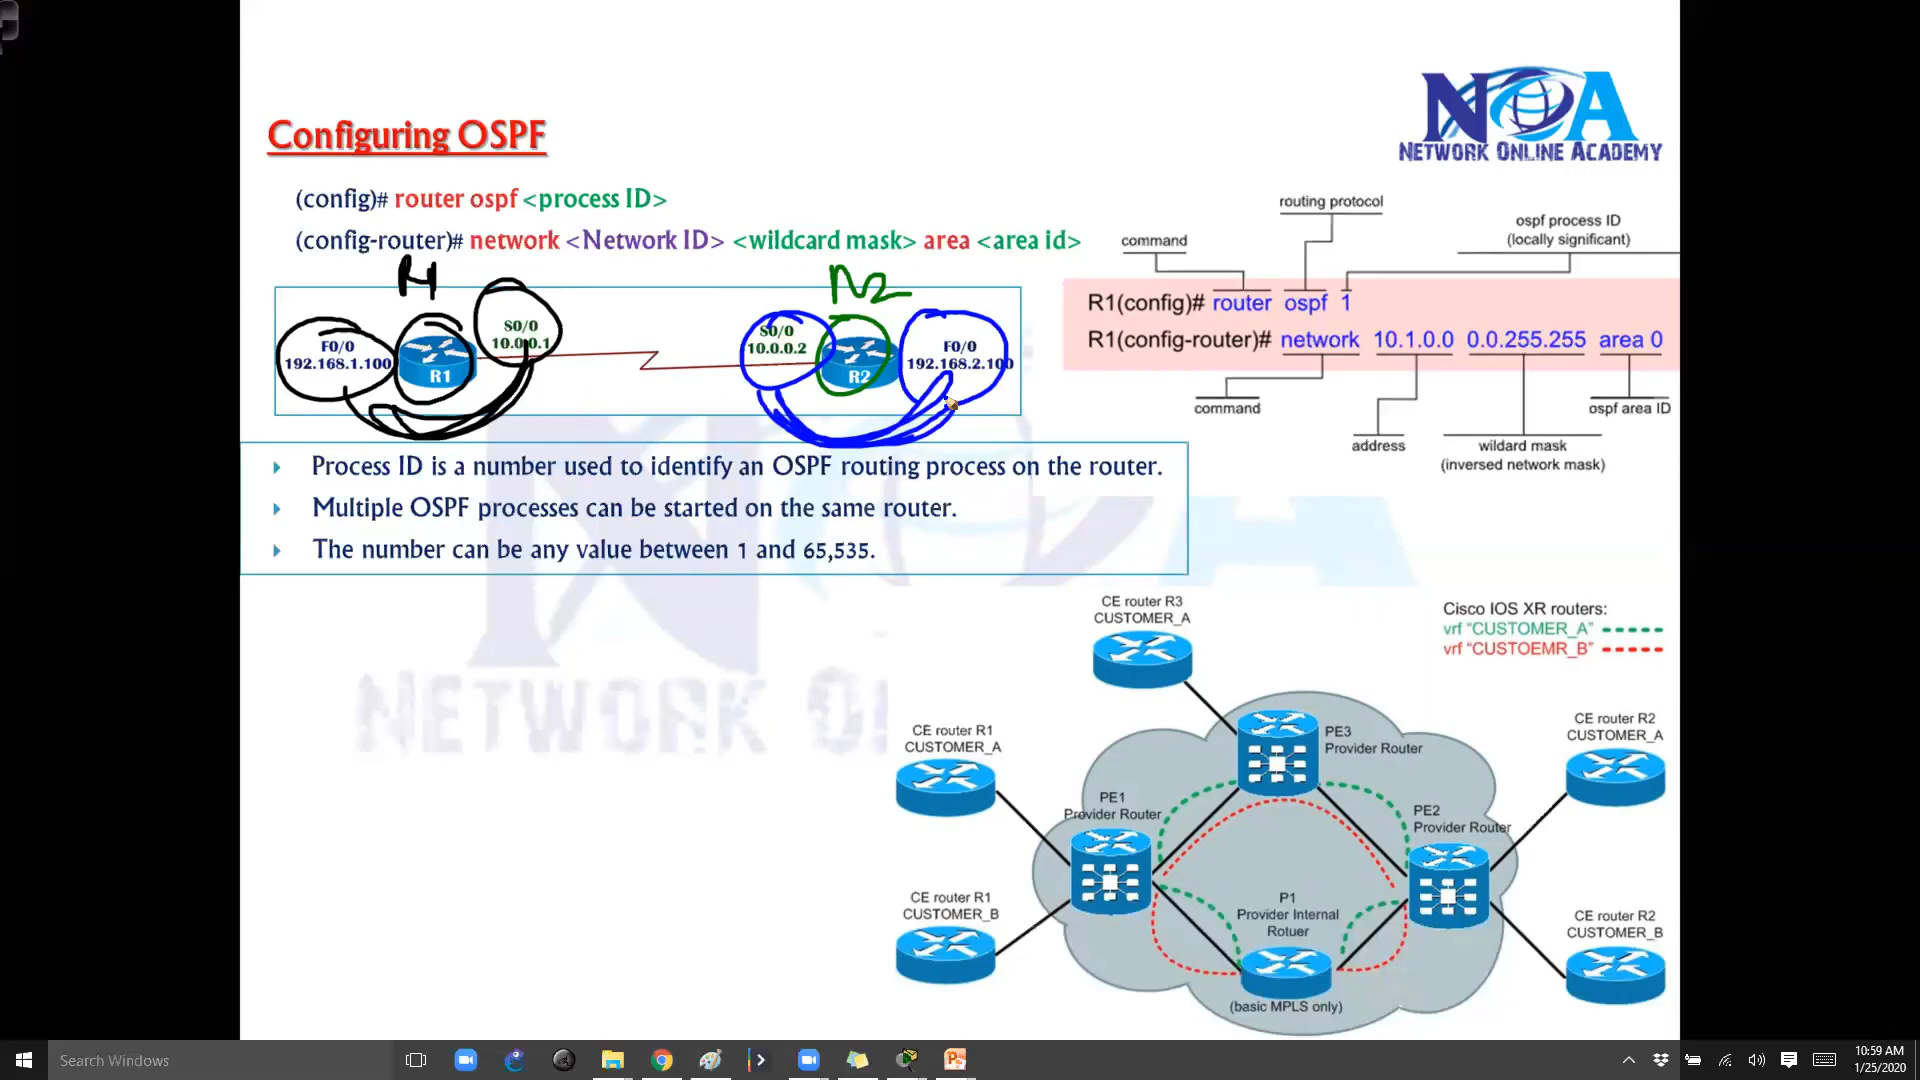 NOA
NETWORK ONLINE ACADEMY
Configuring OSPF
(config)# router ospf <process ID>
(config-router)# network <Network ID> <wildcard mask> area <area id>
R1
R2
F0/0
192.168.1.100
R1
S0/0
10.0.0.1
S0/0
10.0.0.2
R2
F0/0
192.168.2.100
routing protocol
ospf process ID
(locally significant)
command
R1(config)# router ospf 1
R1(config-router)# network 10.1.0.0 0.0.255.255 area 0
command
ospf area ID
address
wildard mask
(inversed network mask)
Process ID is a number used to identify an OSPF routing process on the router.
Multiple OSPF processes can be started on the same router.
The number can be any value between 1 and 65,535.
NETWORK O
CE router R3
CUSTOMER_A
Cisco IOS XR routers:
vrf “CUSTOMER_A”
vrf “CUSTOEMR_B”
CE router R1
CUSTOMER_A
PE3
Provider Router
CE router R2
CUSTOMER_A
PE1
Provider Router
PE2
Provider Router
CE router R1
CUSTOMER_B
P1
Provider Internal
Rotuer
(basic MPLS only)
CE router R2
CUSTOMER_B
Search Windows
10:59 AM
1/25/2020